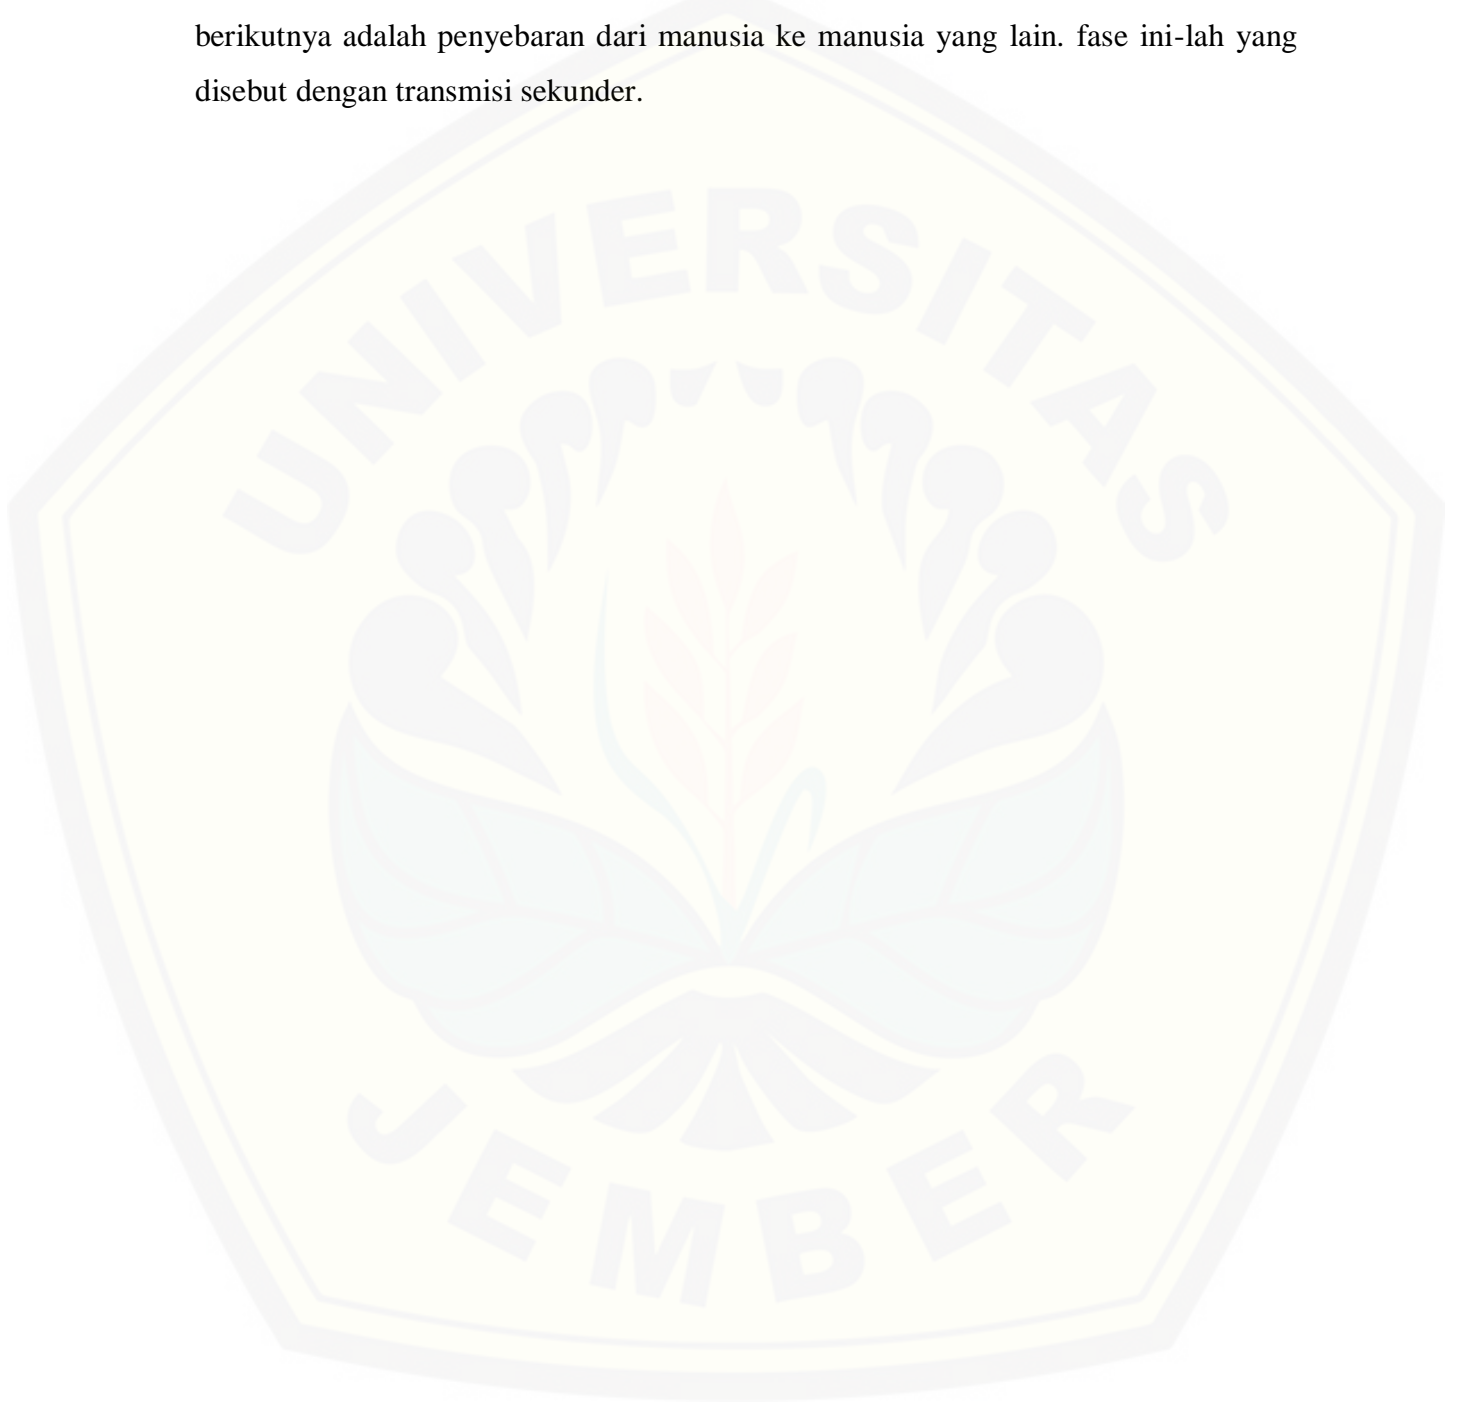 berikutnya adalah penyebaran dari manusia ke manusia yang lain. fase ini-lah yang
disebut dengan transmisi sekunder.
UNIVERSITAS
JEMBER